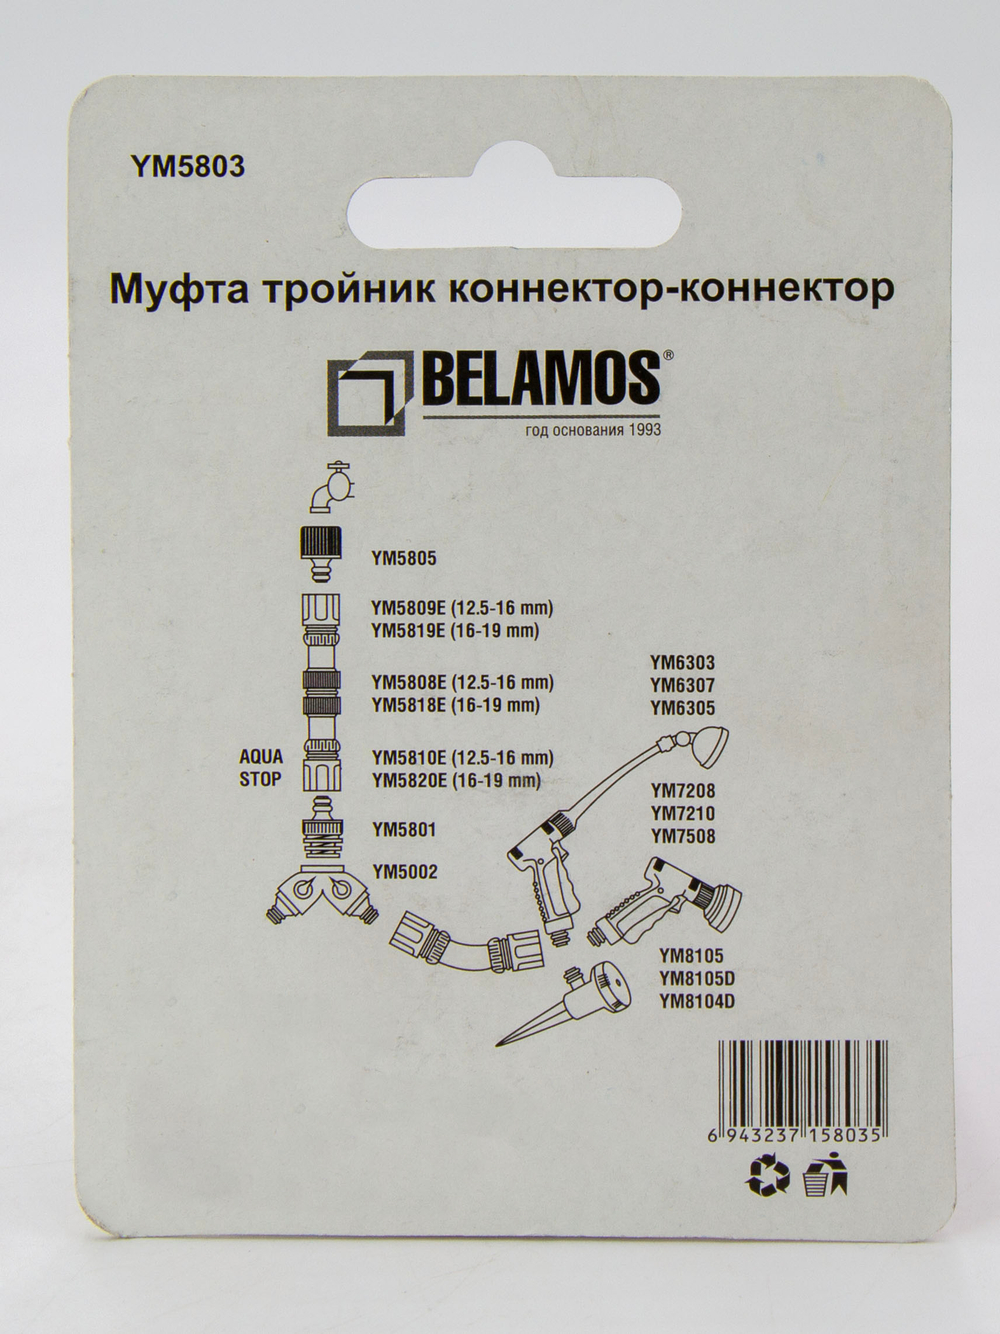 YM5803
Муфта тройник коннектор-коннектор
BELAMOS®
год основания 1993
YM5805
YM5809E (12.5-16 mm)
YM5819E (16-19 mm)
YM5808E (12.5-16 mm)
YM5818E (16-19 mm)
AQUA
STOP
YM5810E (12.5-16 mm)
YM5820E (16-19 mm)
YM5801
YM5002
YM6303
YM6307
YM6305
YM7208
YM7210
YM7508
YM8105
YM8105D
YM8104D
6 943237 158035